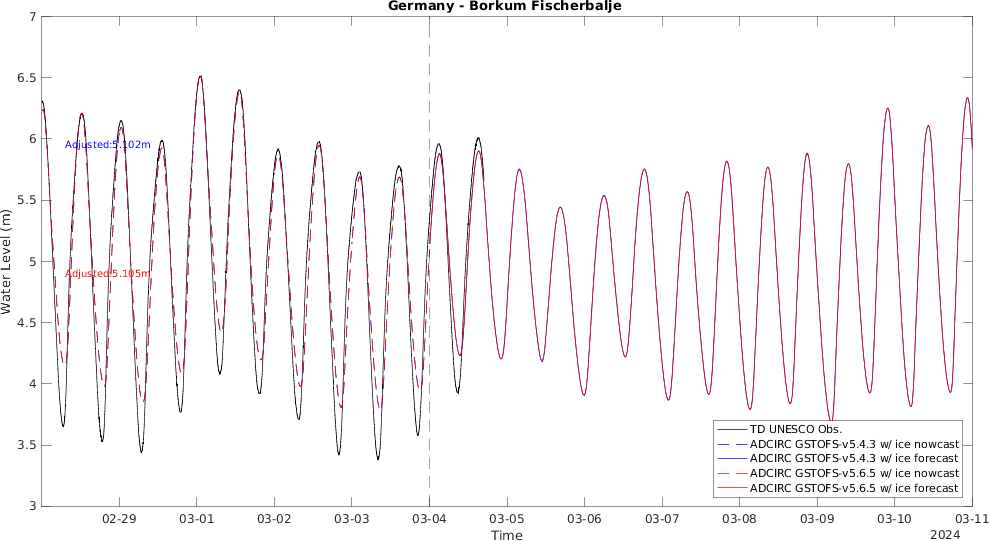 Germany - Borkum Fischerbalje
7
6.5
6
5.5
5
4.5
4
3.5
3
Water Level (m)
Adjusted:5.102m
Adjusted:5.105m
TD UNESCO Obs.
ADCIRC GSTOFS-v5.4.3 w/ ice nowcast
ADCIRC GSTOFS-v5.4.3 w/ ice forecast
ADCIRC GSTOFS-v5.6.5 w/ ice nowcast
ADCIRC GSTOFS-v5.6.5 w/ ice forecast
02-29 03-01 03-02 03-03 03-04 03-05 03-06 03-07 03-08 03-09 03-10 03-11
Time
2024